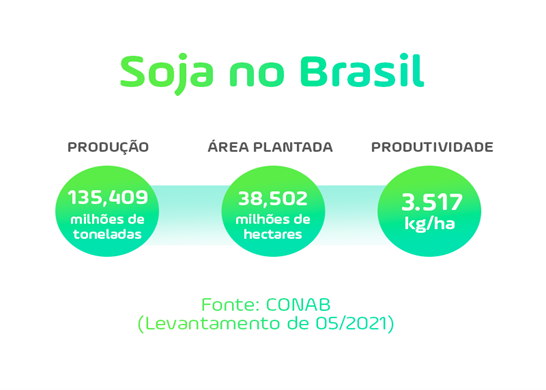 Soja no Brasil
PRODUÇÃO
ÁREA PLANTADA
PRODUTIVIDADE
135,409
milhões de
toneladas
38,502
milhões de
hectares
3.517
kg/ha
Fonte: CONAB
(Levantamento de 05/2021)